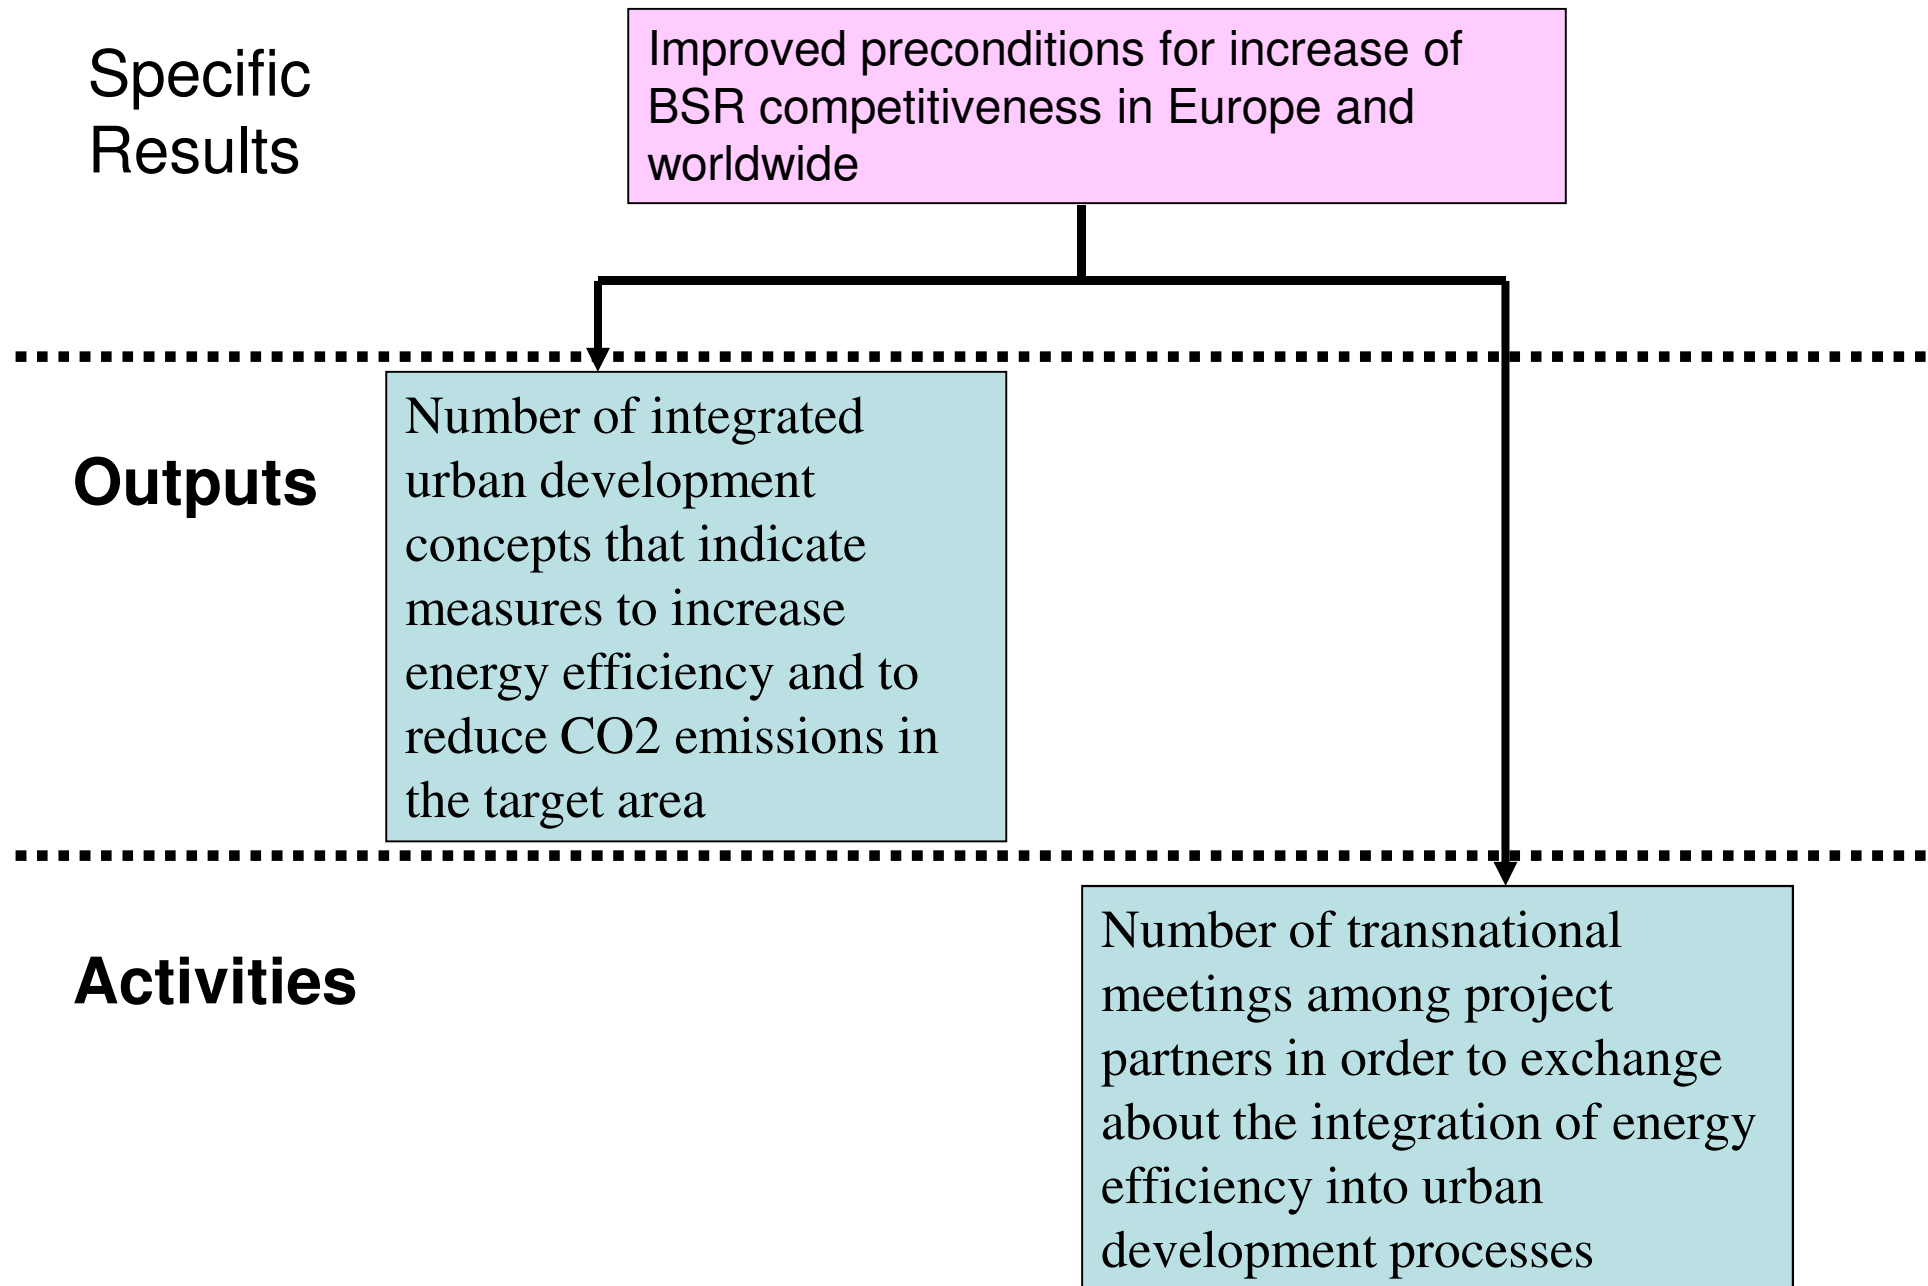 Specific
Results
Improved preconditions for increase of
BSR competitiveness in Europe and
worldwide
Outputs
Number of integrated
urban development
concepts that indicate
measures to increase
energy efficiency and to
reduce CO2 emissions in
the target area
Activities
Number of transnational
meetings among project
partners in order to exchange
about the integration of energy
efficiency into urban
development processes